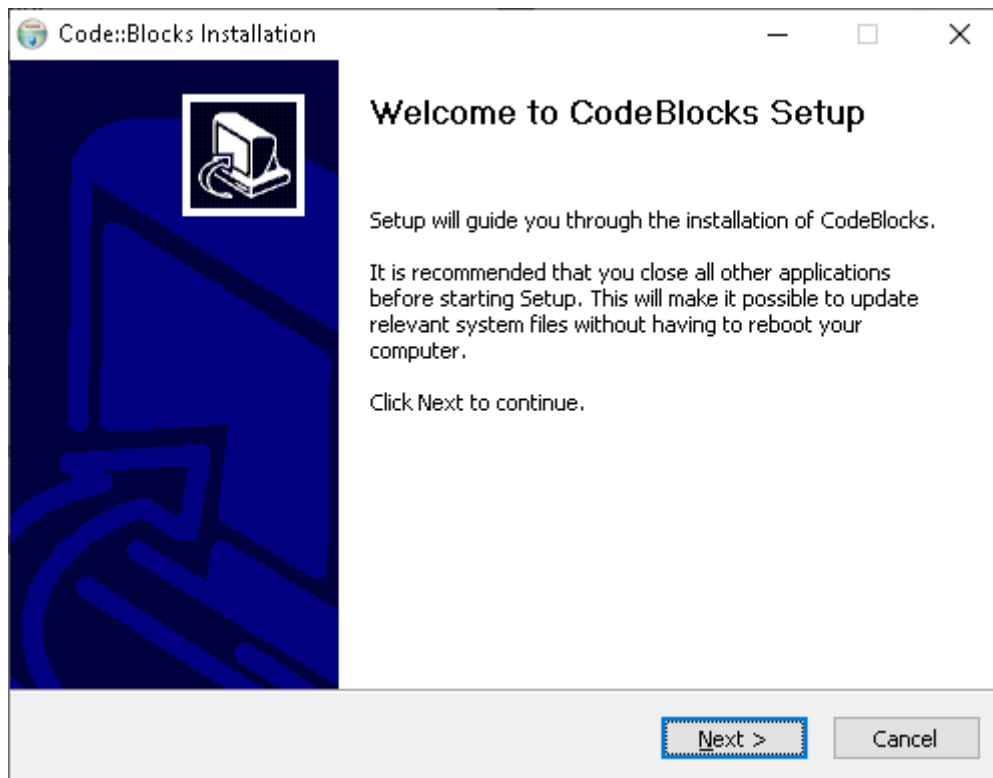 Code::Blocks Installation
Welcome to CodeBlocks Setup
Setup will guide you through the installation of CodeBlocks.
It is recommended that you close all other applications
before starting Setup. This will make it possible to update
relevant system files without having to reboot your
computer.
Click Next to continue.
Next >
Cancel